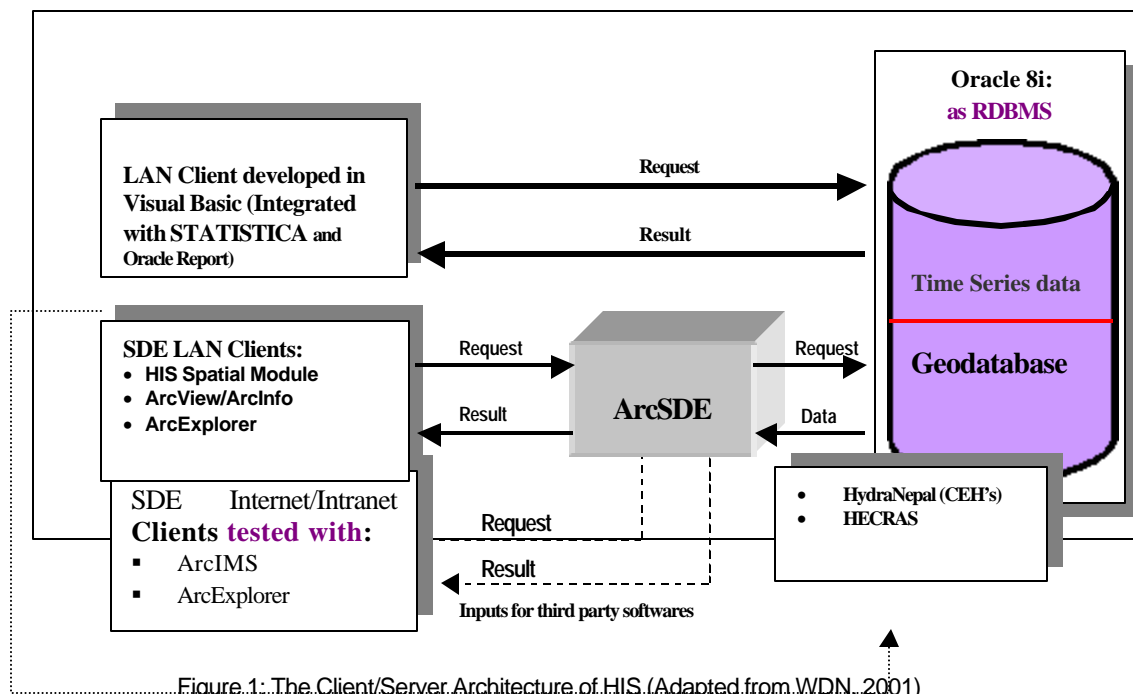 Oracle 8i:
as RDBMS
LAN Client developed in
Visual Basic (Integrated
with STATISTICA and
Oracle Report)
Request
Result
Time Series data
Geodatabase
SDE LAN Clients:
• HIS Spatial Module
• ArcView/ArcInfo
• ArcExplorer
Request
Result
ArcSDE
Request
Data
SDE Internet/Intranet
Clients tested with:
▪ ArcIMS
▪ ArcExplorer
Request
Result
Inputs for third party softwares
• HydraNepal (CEH's)
• HECRAS
Figure 1: The Client/Server Architecture of HIS (Adapted from WDN, 2001)